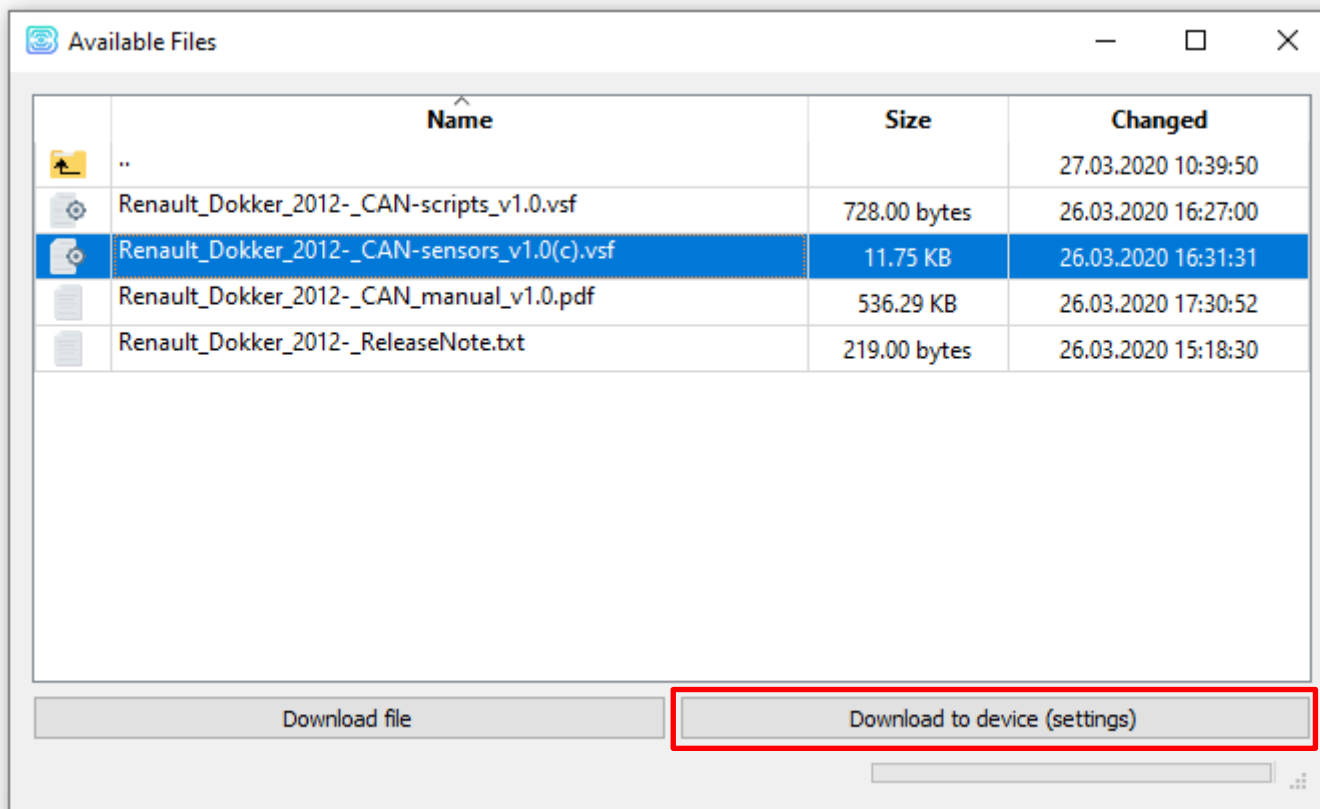 Available Files
Name Size Changed
.. 27.03.2020 10:39:50
Renault_Dokker_2012-_CAN-scripts_v1.0.vsf 728.00 bytes 26.03.2020 16:27:00
Renault_Dokker_2012-_CAN-sensors_v1.0(c).vsf 11.75 KB 26.03.2020 16:31:31
Renault_Dokker_2012-_CAN_manual_v1.0.pdf 536.29 KB 26.03.2020 17:30:52
Renault_Dokker_2012-_ReleaseNote.txt 219.00 bytes 26.03.2020 15:18:30
Download file Download to device (settings)